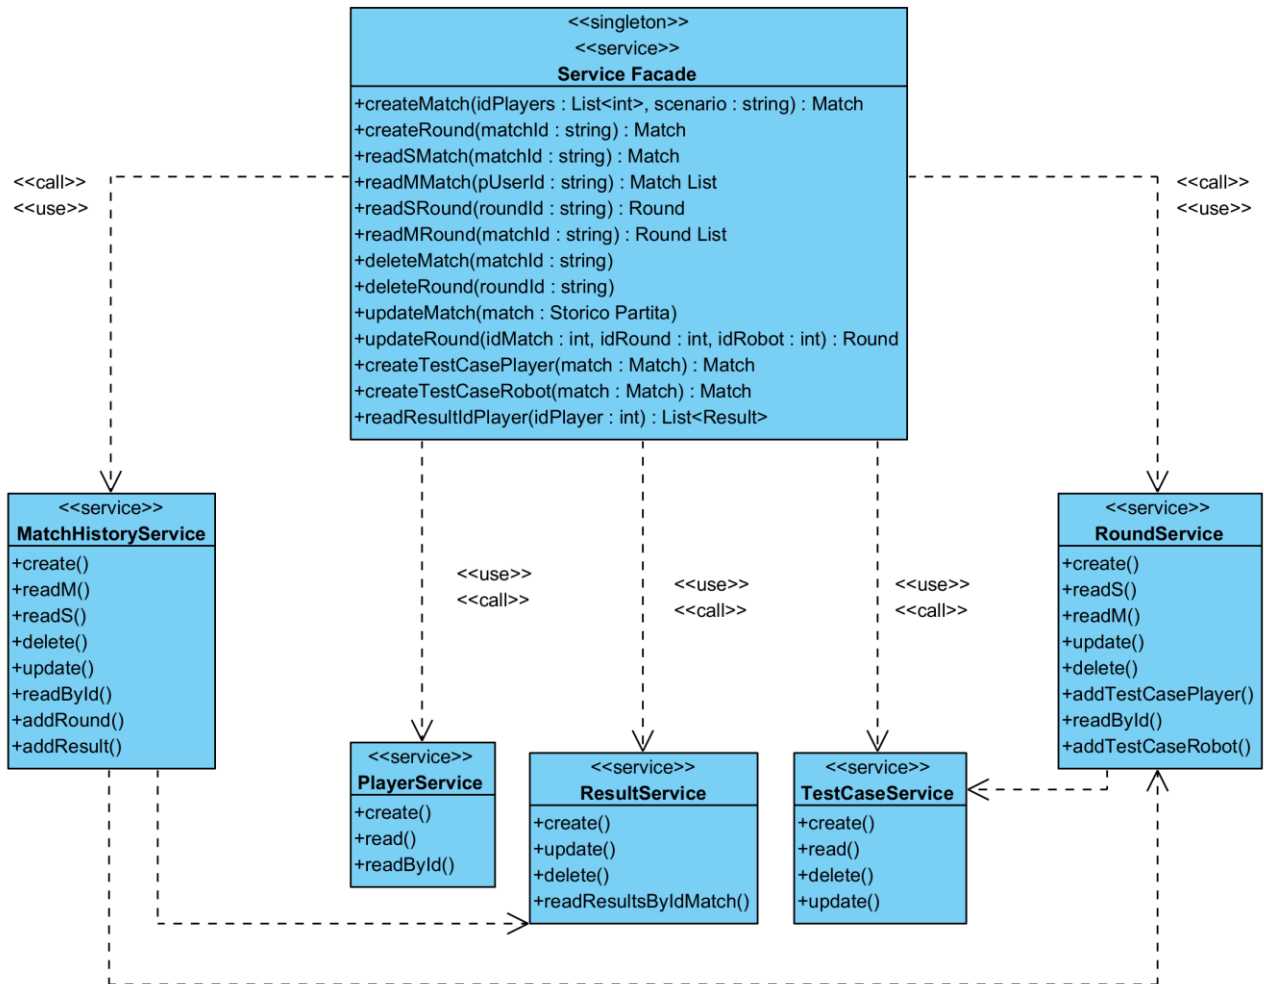 <<singleton>>
<<service>>
Service Facade
+createMatch(idPlayers : List<int>, scenario : string) : Match
+createRound(matchId : string) : Match
+readSMatch(matchId : string) : Match
+readMMatch(pUserId : string) : Match List
+readSRound(roundId : string) : Round
+readMRound(matchId : string) : Round List
+deleteMatch(matchId : string)
+deleteRound(roundId : string)
+updateMatch(match : Storico Partita)
+updateRound(idMatch : int, idRound : int, idRobot : int) : Round
+createTestCasePlayer(match : Match) : Match
+createTestCaseRobot(match : Match) : Match
+readResultIdPlayer(idPlayer : int) : List<Result>
<<call>>
<<use>>
<<call>>
<<use>>
<<service>>
MatchHistoryService
+create()
+readM()
+readS()
+delete()
+update()
+readById()
+addRound()
+addResult()
<<use>>
<<call>>
<<use>>
<<call>>
<<use>>
<<call>>
<<service>>
RoundService
+create()
+readS()
+readM()
+update()
+delete()
+addTestCasePlayer()
+readById()
+addTestCaseRobot()
<<service>>
PlayerService
+create()
+read()
+readById()
<<service>>
ResultService
+create()
+update()
+delete()
+readResultsByIdMatch()
<<service>>
TestCaseService
+create()
+read()
+delete()
+update()